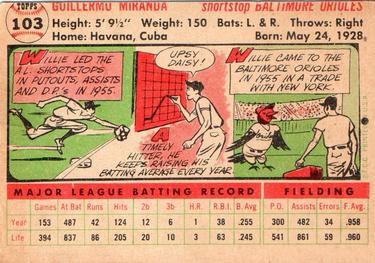 TOPPS
103
GUILLERMO MIRANDA shortstop BALTIMORE ORIOLES
Height: 5' 9½" Weight: 150 Bats: L. & R. Throws: Right
Home: Havana, Cuba Born: May 24, 1928
WILLIE LED THE
A.L. SHORTSTOPS
IN PUTOUTS, ASSISTS
AND D.P.'S IN 1955.
UPSY
DAISY!
A
TIMELY
HITTER, HE
KEEPS RAISING HIS
BATTING AVERAGE EVERY YEAR
WILLIE CAME TO THE
BALTIMORE ORIOLES
IN 1955 IN A TRADE
WITH NEW YORK.
MAJOR LEAGUE BATTING RECORD FIELDING
Games At Bat Runs Hits 2b 3b H.R. R.B.I. B. Avg P.O. Assists Errors F. Avg.
Year 153 487 42 124 12 6 1 38 .255 300 482 34 .958
Life 394 837 90 205 20 10 3 63 .245 541 861 59 .960